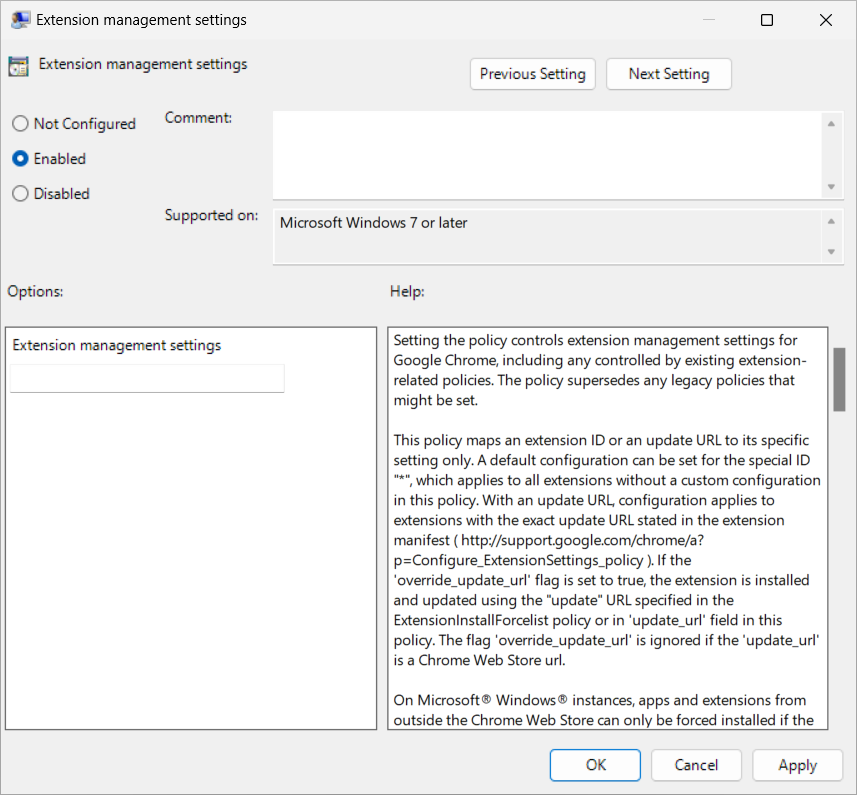 Extension management settings
Extension management settings
Previous Setting
Next Setting
Not Configured
Enabled
Disabled
Comment:
Supported on:
Microsoft Windows 7 or later
Options:
Help:
Extension management settings
Setting the policy controls extension management settings for
Google Chrome, including any controlled by existing extension-
related policies. The policy supersedes any legacy policies that
might be set.
This policy maps an extension ID or an update URL to its specific
setting only. A default configuration can be set for the special ID
"*", which applies to all extensions without a custom configuration
in this policy. With an update URL, configuration applies to
extensions with the exact update URL stated in the extension
manifest ( http://support.google.com/chrome/a?
p=Configure_ExtensionSettings_policy ). If the
'override_update_url' flag is set to true, the extension is installed
and updated using the "update" URL specified in the
ExtensionInstallForcelist policy or in 'update_url' field in this
policy. The flag 'override_update_url' is ignored if the 'update_url'
is a Chrome Web Store url.
On Microsoft® Windows® instances, apps and extensions from
outside the Chrome Web Store can only be forced installed if the
OK
Cancel
Apply